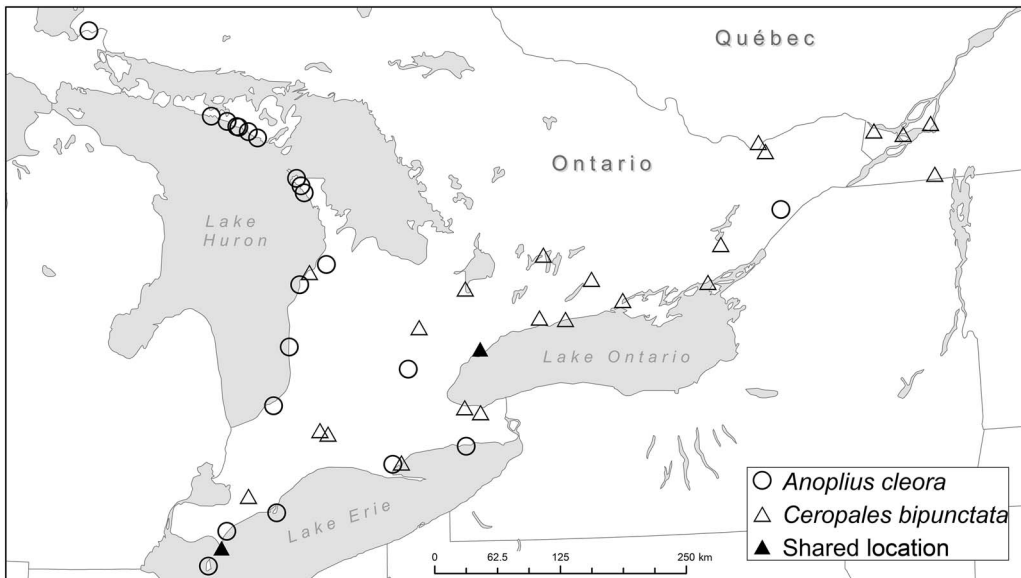 Québec
Ontario
Lake
Huron
Lake Ontario
Lake Erie
Anoplius cleora
Ceropales bipunctata
Shared location
0 62.5 125 250 km